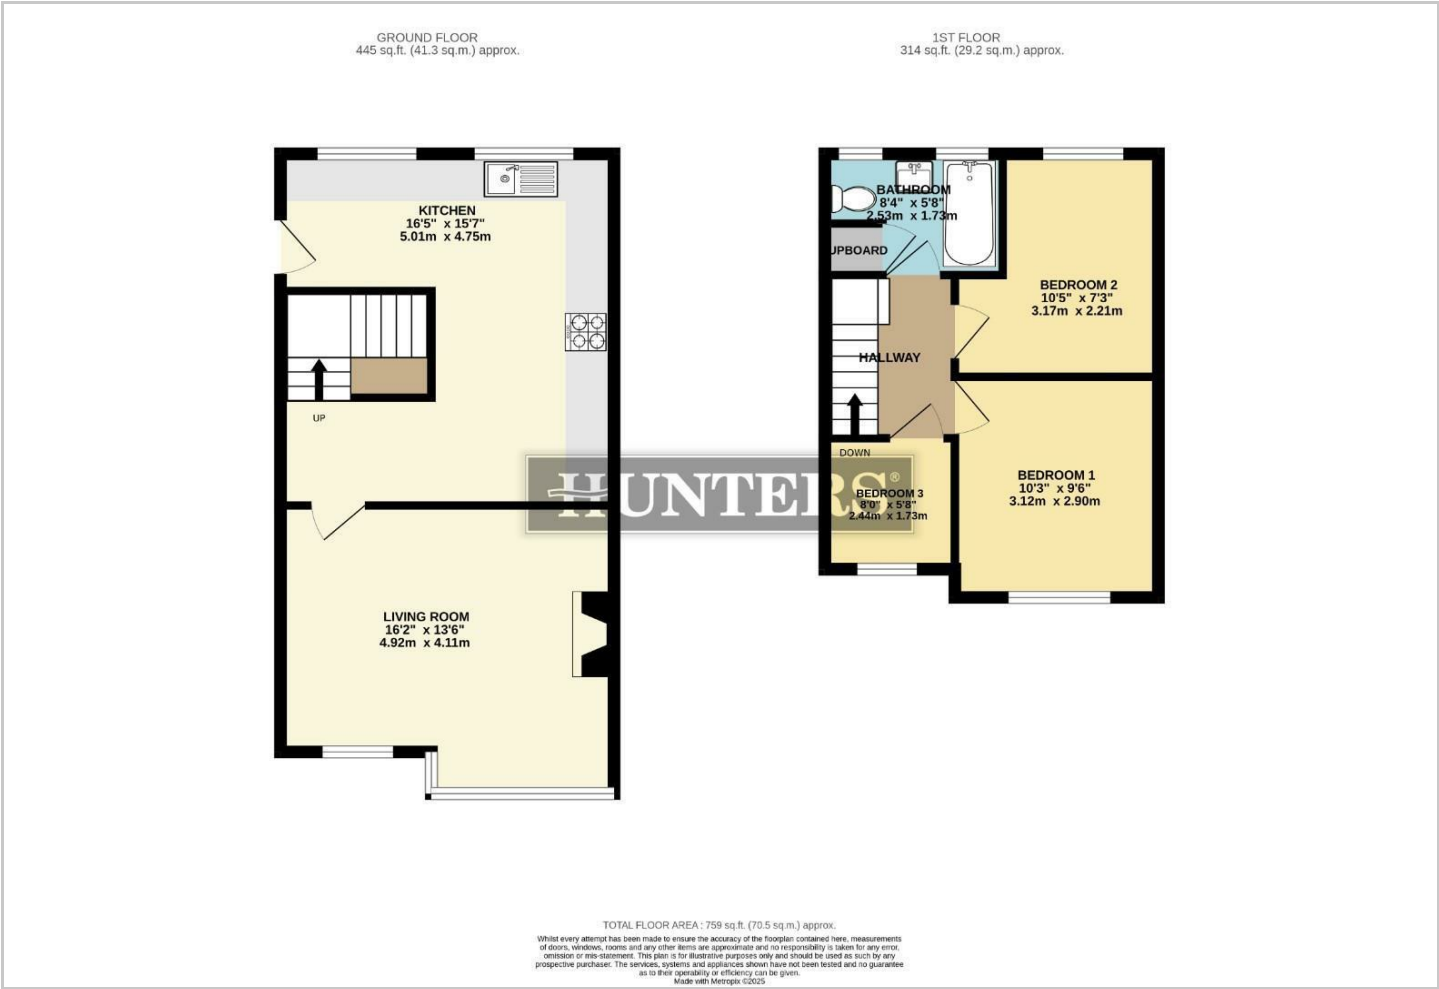 GROUND FLOOR
445 sq.ft. (41.3 sq.m.) approx.
1ST FLOOR
314 sq.ft. (29.2 sq.m.) approx.
KITCHEN
16'5" x 15'7"
5.01m x 4.75m
UP
LIVING ROOM
16'2" x 13'6"
4.92m x 4.11m
BATHROOM
8'4" x 5'8"
2.53m x 1.73m
UPBOARD
BEDROOM 2
10'5" x 7'3"
3.17m x 2.21m
HALLWAY
DOWN
BEDROOM 1
10'3" x 9'6"
3.12m x 2.90m
BEDROOM 3
8'0" x 5'8"
2.44m x 1.73m
HUNTERS®
TOTAL FLOOR AREA : 759 sq.ft. (70.5 sq.m.) approx.
Whilst every attempt has been made to ensure the accuracy of the floorplan contained here, measurements
of doors, windows, rooms and any other items are approximate and no responsibility is taken for any error,
omission or mis-statement. This plan is for illustrative purposes only and should be used as such by any
prospective purchaser. The services, systems and appliances shown have not been tested and no guarantee
as to their operability or efficiency can be given.
Made with Metropix ©2025